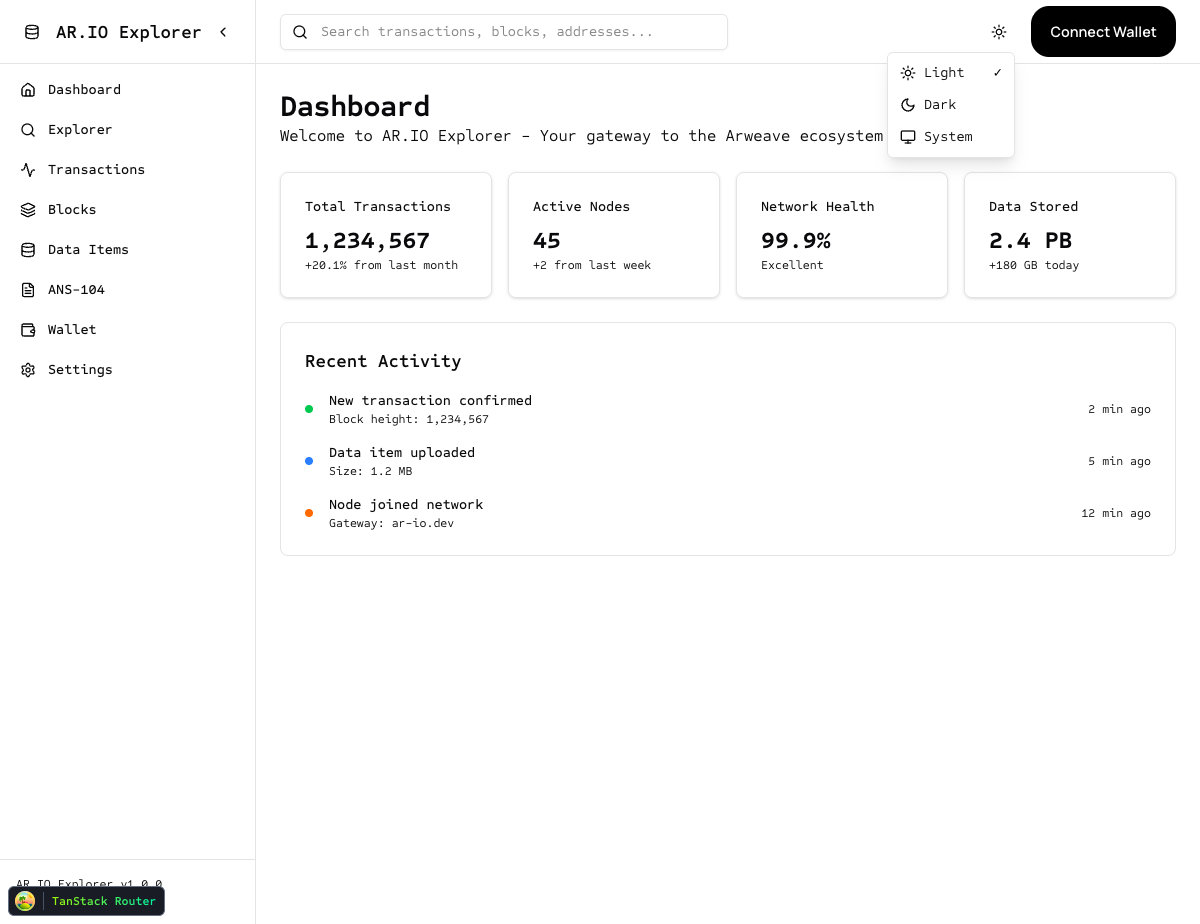 AR.IO Explorer
Search transactions, blocks, addresses...
Connect Wallet
Light ✓
Dark
System
Dashboard
Explorer
Transactions
Blocks
Data Items
ANS-104
Wallet
Settings
Dashboard
Welcome to AR.IO Explorer - Your gateway to the Arweave ecosystem
Total Transactions
1,234,567
+20.1% from last month
Active Nodes
45
+2 from last week
Network Health
99.9%
Excellent
Data Stored
2.4 PB
+180 GB today
Recent Activity
New transaction confirmed
Block height: 1,234,567
2 min ago
Data item uploaded
Size: 1.2 MB
5 min ago
Node joined network
Gateway: ar-io.dev
12 min ago
AR.IO Explorer v1.0.0
TanStack Router